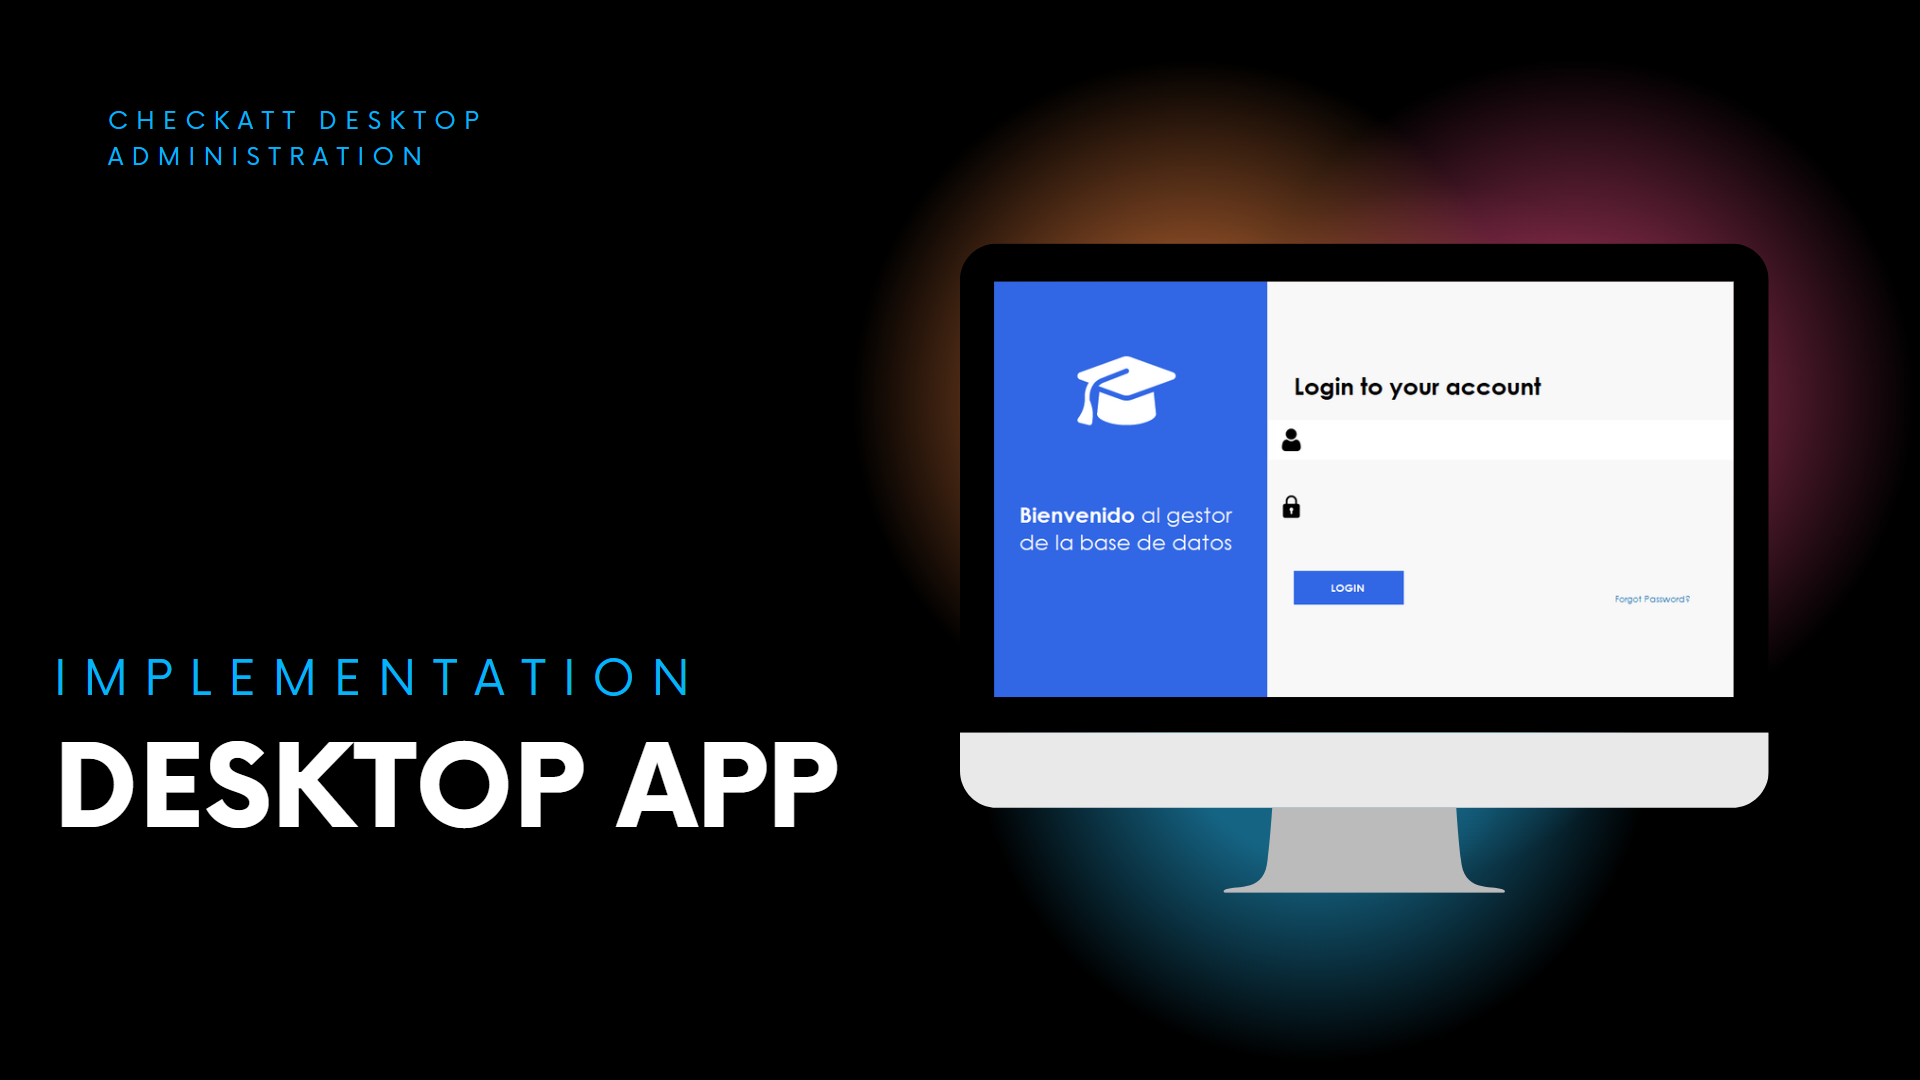 CHECKATT DESKTOP
ADMINISTRATION
IMPLEMENTATION
DESKTOP APP
Bienvenido al gestor
de la base de datos
Login to your account
LOGIN
Forgot Password?